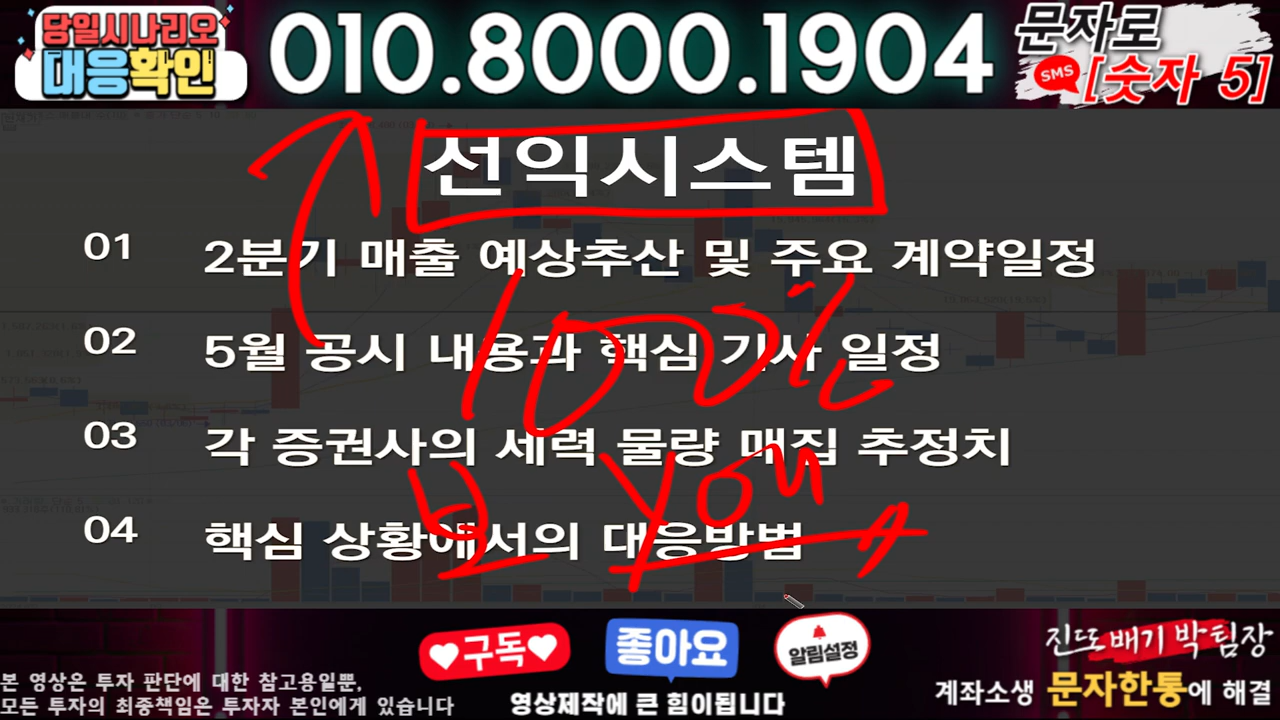 당일시나리오
대응확인
010.8000.1904
문자로
SMS [숫자 5]
선익시스템
01 2분기 매출 예상추산 및 주요 계약일정
02 5월 공시 내용과 핵심 기사 일정
100%
03 각 증권사의 세력 물량 매집 추정치
보 you
04 핵심 상황에서의 대응방법
구독
좋아요
알림설정
영상제작에 큰 힘이됩니다
본 영상은 투자 판단에 대한 참고용일뿐,
모든 투자의 최종책임은 투자자 본인에게 있습니다
진또배기 박팀장
계좌소생 문자한통에 해결